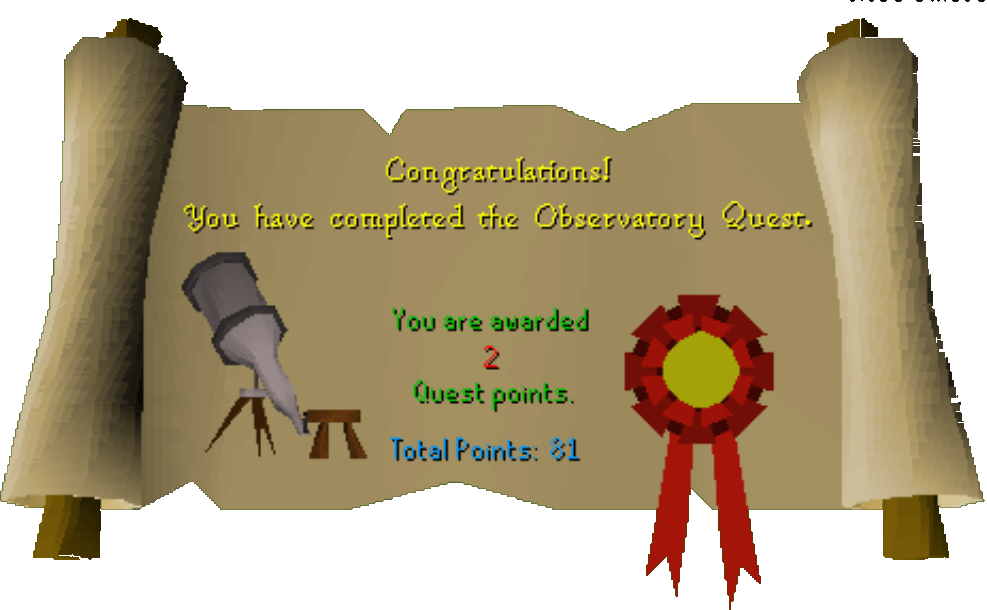 Congratulations!
You have completed the Observatory Quest.
You are awarded
2
Quest points.
Total Points: 81